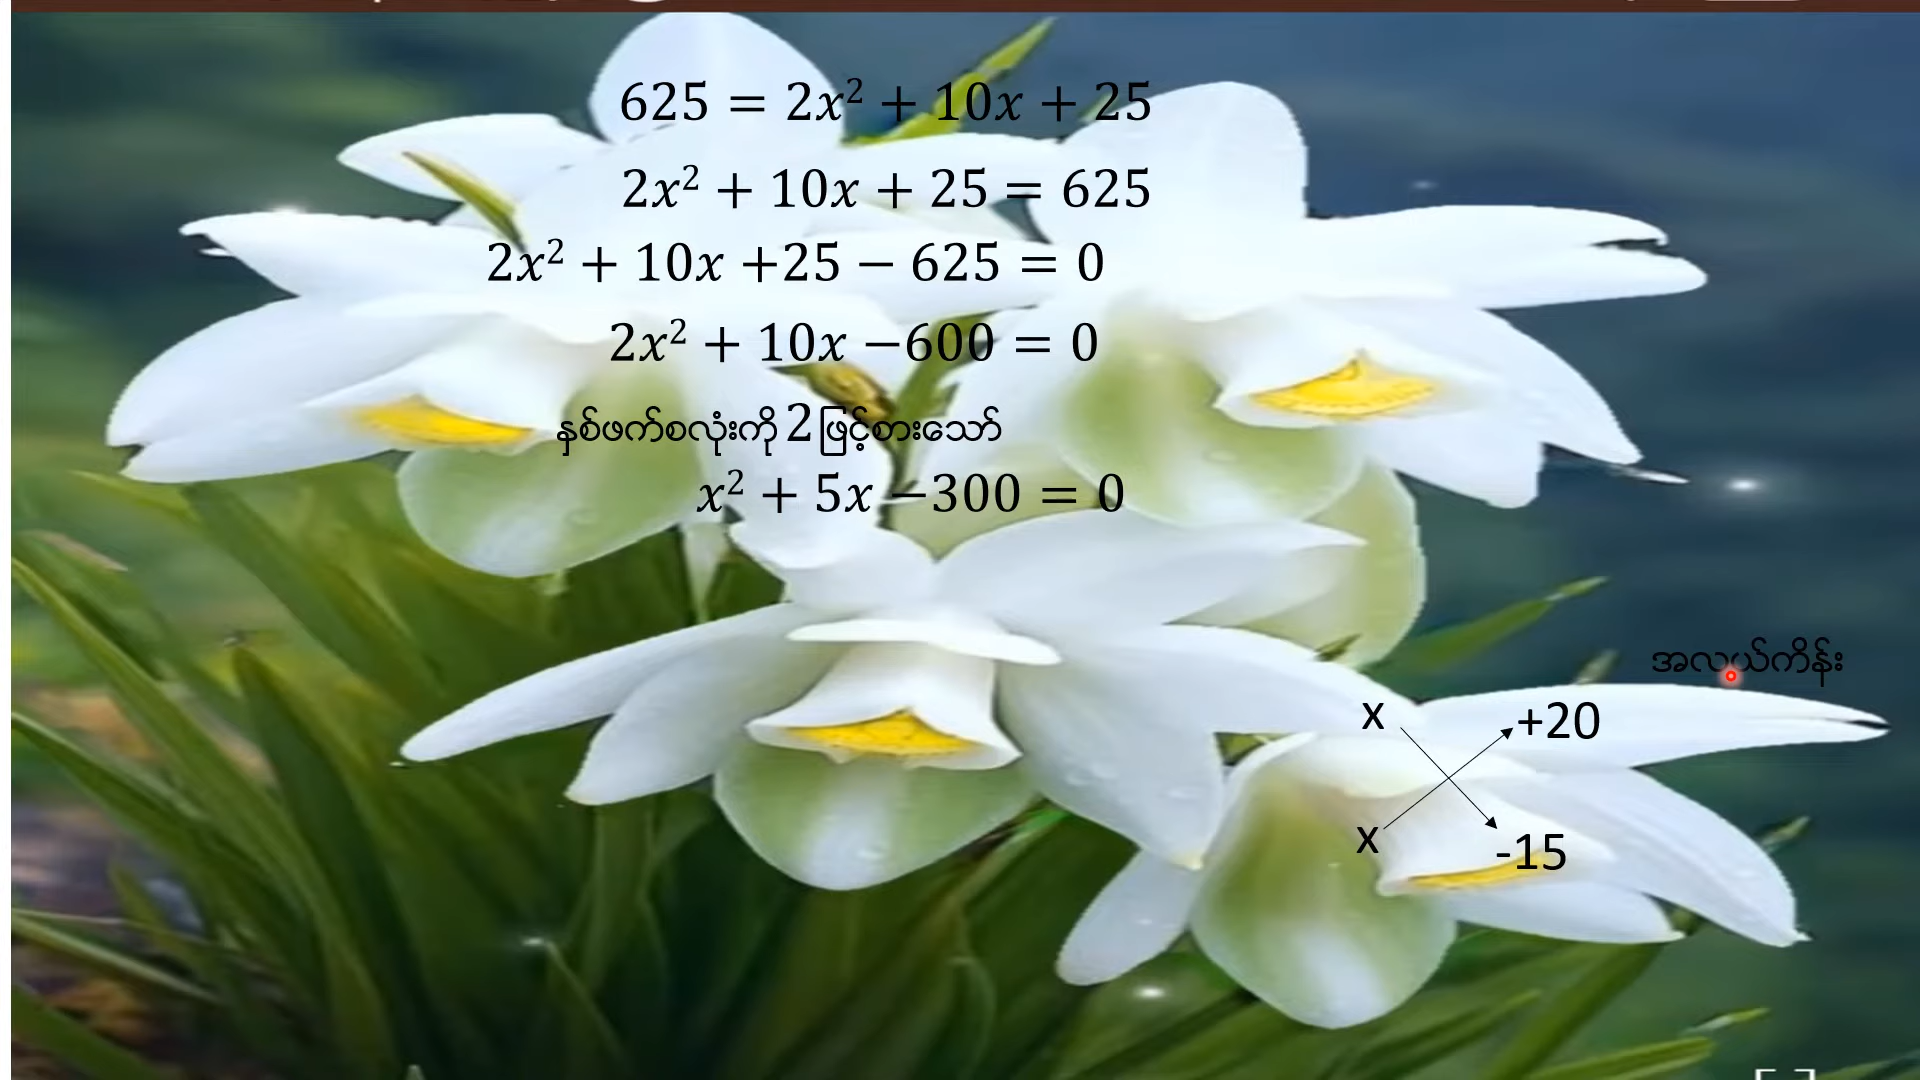 625 = 2x² + 10x + 25
2x² + 10x + 25 = 625
2x² + 10x +25 − 625 = 0
2x² + 10x −600 = 0
နှစ်ဖက်စလုံးကို 2 ဖြင့်စားသော်
x² + 5x −300 = 0
အလယ်ကိန်း
x +20
x -15